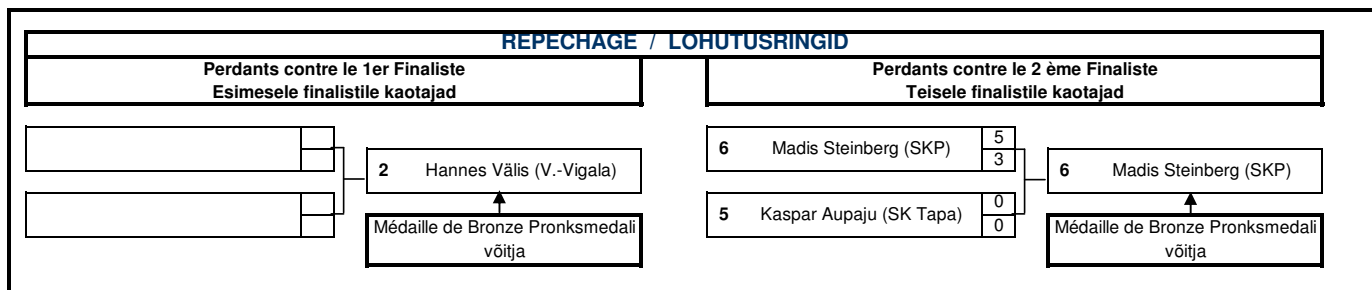 REPECHAGE / LOHUTUSRINGID
Perdants contre le 1er Finaliste
Esimesele finalistile kaotajad
Perdants contre le 2 ème Finaliste
Teisele finalistile kaotajad
2 Hannes Välis (V.-Vigala)
Médaille de Bronze Pronksmedali
võitja
6 Madis Steinberg (SKP) 5
3
5 Kaspar Aupaju (SK Tapa) 0
0
6 Madis Steinberg (SKP)
Médaille de Bronze Pronksmedali
võitja